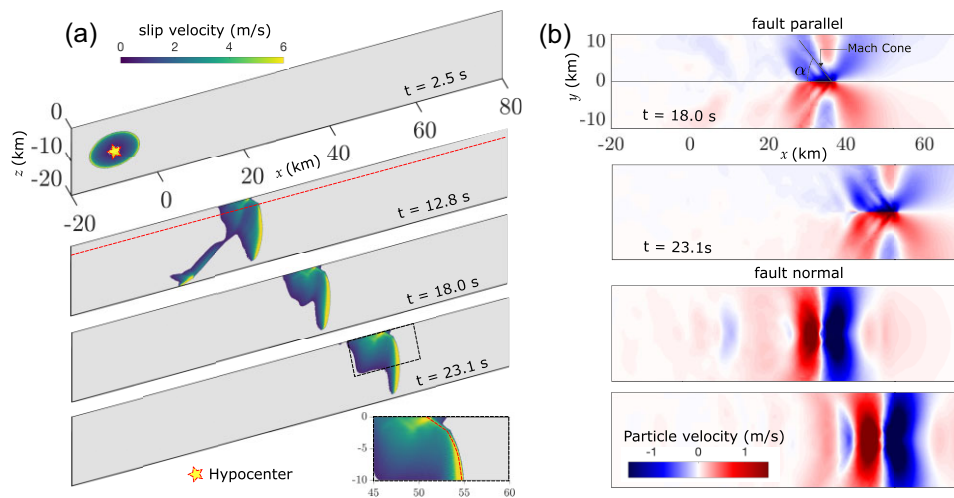 (a)
slip velocity (m/s)
0 2 4 6
t = 2.5 s
0
-10
-20
z (km)
-20
0
20
x (km)
40
60
80
t = 12.8 s
t = 18.0 s
t = 23.1 s
Hypocenter
0
-5
-10
45 50 55 60
(b)
fault parallel
10
0
-10
y (km)
α
Mach Cone
t = 18.0 s
-20 0 20 x (km) 40 60
t = 23.1s
fault normal
Particle velocity (m/s)
-1 0 1